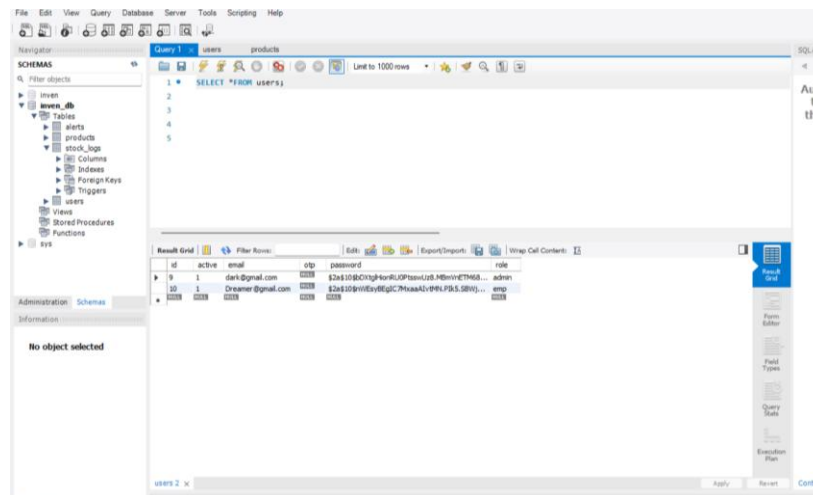 File Edit View Query Database Server Tools Scripting Help
Navigator
SCHEMAS
Filter objects
inven
inven_db
Tables
alerts
products
stock_logs
Columns
Indexes
Foreign Keys
Triggers
users
Views
Stored Procedures
Functions
sys
Administration Schemas
Information
No object selected
Query 1 users products
Limit to 1000 rows
1 SELECT *FROM users;
2
3
4
5
Result Grid Filter Rows: Edit: Export/Import: Wrap Cell Content:
id active email otp password role
9 1 dark@gmail.com NULL admin
10 1 Dreamer@gmail.com NULL emp
NULL NULL NULL NULL NULL NULL
Result Grid
Form Editor
Field Types
Query Stats
Execution Plan
users 2 Apply Revert